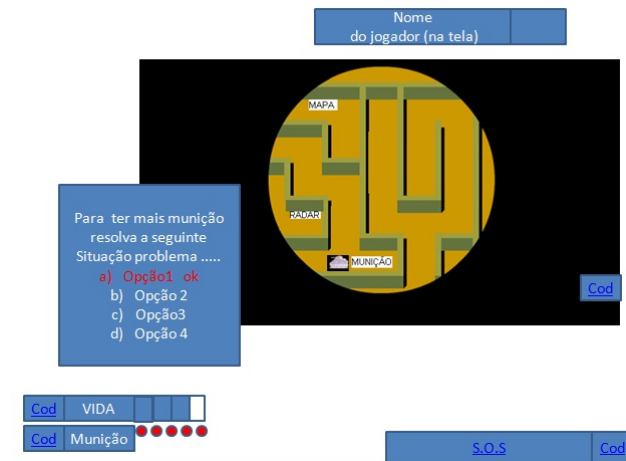 Nome
do jogador (na tela)
MAPA
RADAR
MUNIÇÃO
Para ter mais munição
resolva a seguinte
Situação problema .....
a) Opção1 ok
b) Opção 2
c) Opção3
d) Opção 4
Cod
Cod VIDA
Cod Munição
S.O.S Cod